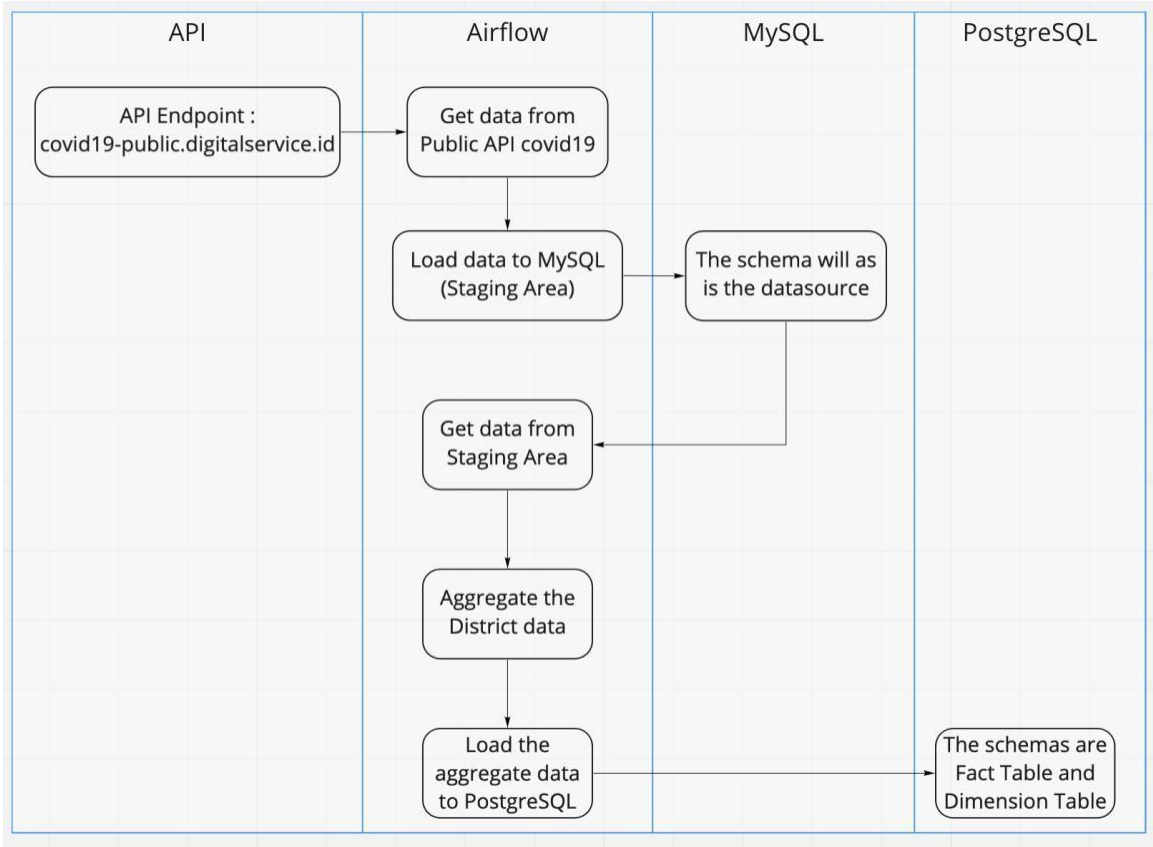 API
Airflow
MySQL
PostgreSQL
API Endpoint :
covid19-public.digitalservice.id
Get data from
Public API covid19
Load data to MySQL
(Staging Area)
The schema will as
is the datasource
Get data from
Staging Area
Aggregate the
District data
Load the
aggregate data
to PostgreSQL
The schemas are
Fact Table and
Dimension Table